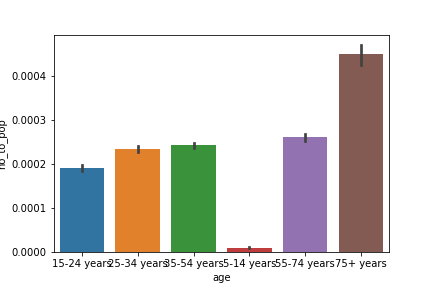 0.0004
0.0003
0.0002
0.0001
0.0000
no_to_pop
15-24 years 25-34 years 35-54 years 5-14 years 55-74 years 75+ years
age